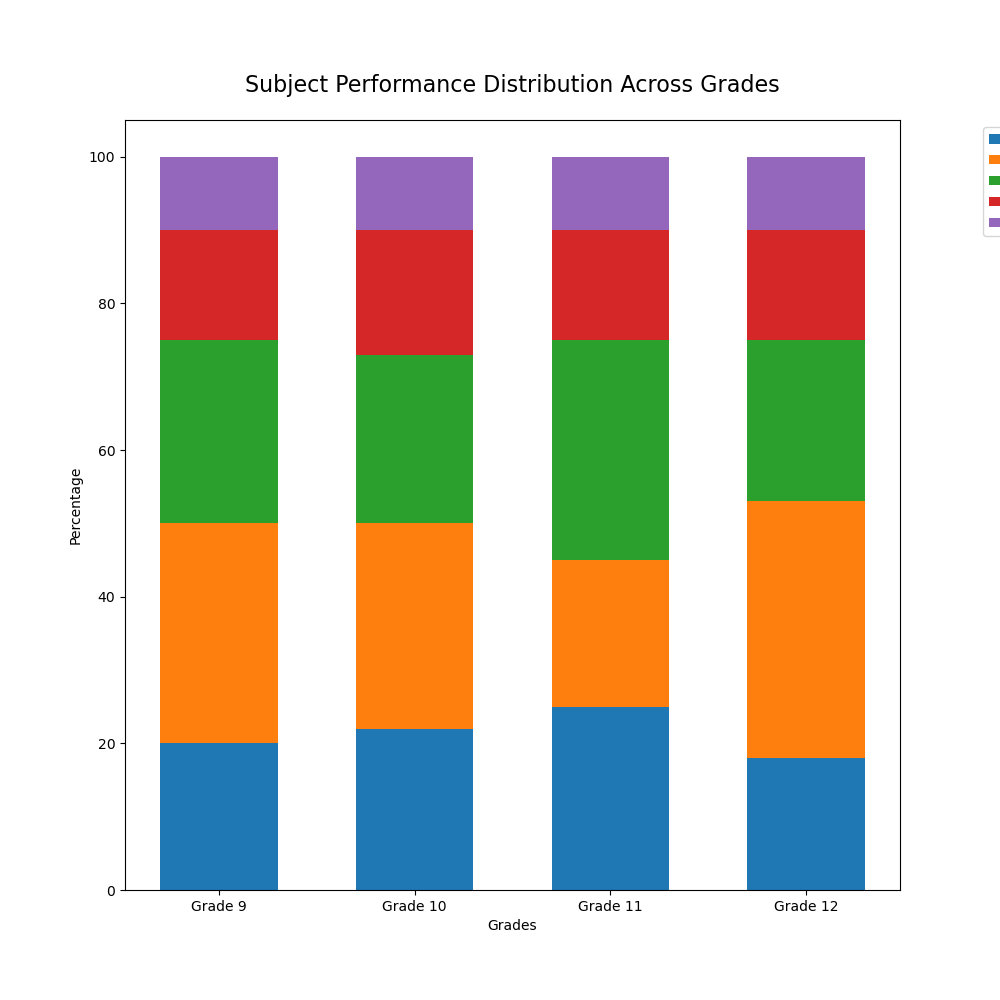 Subject Performance Distribution Across Grades
100
80
60
40
20
0
Percentage
Grade 9 Grade 10 Grade 11 Grade 12
Grades